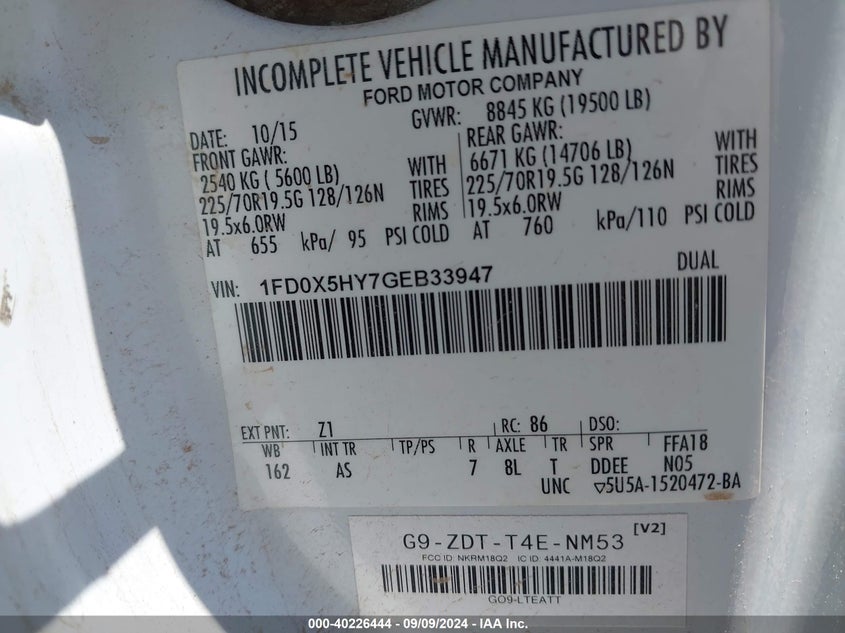 INCOMPLETE VEHICLE MANUFACTURED BY
FORD MOTOR COMPANY
DATE: 10/15 GVWR: 8845 KG (19500 LB)
FRONT GAWR: REAR GAWR:
2540 KG ( 5600 LB) WITH 6671 KG (14706 LB) WITH
225/70R19.5G 128/126N TIRES 225/70R19.5G 128/126N TIRES
19.5x6.0RW RIMS 19.5x6.0RW RIMS
AT 655 kPa/ 95 PSI COLD AT 760 kPa/110 PSI COLD
VIN: 1FD0X5HY7GEB33947 DUAL
EXT PNT: Z1 RC: 86 DSO:
WB INT TR TP/PS R AXLE TR SPR FFA18
162 AS 7 8L T DDEE N05
UNC ▽5U5A-1520472-BA
G9-ZDT-T4E-NM53 [V2]
FCC ID: NKRM18Q2 IC ID: 4441A-M18Q2
GO9-LTEATT
000-40226444 - 09/09/2024 - IAA Inc.